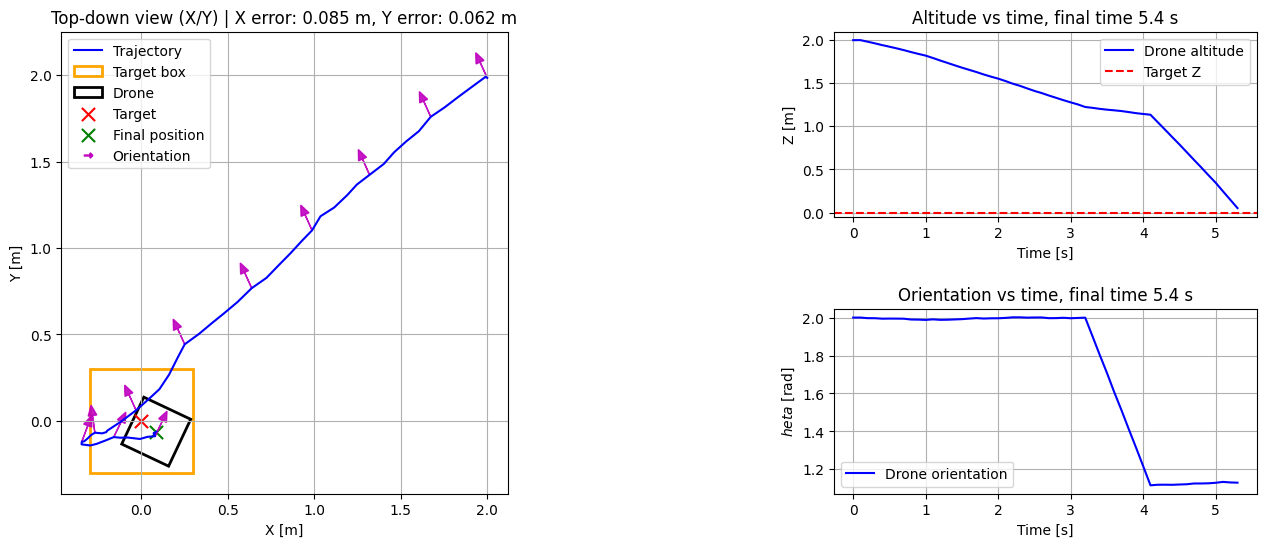 Top-down view (X/Y) | X error: 0.085 m, Y error: 0.062 m
Trajectory
Target box
Drone
Target
Final position
Orientation
2.0
1.5
1.0
0.5
0.0
Y [m]
0.0
0.5
1.0
1.5
2.0
X [m]
Altitude vs time, final time 5.4 s
Drone altitude
Target Z
2.0
1.5
1.0
0.5
0.0
Z [m]
0
1
2
3
4
5
Time [s]
Orientation vs time, final time 5.4 s
2.0
1.8
1.6
1.4
1.2
heta [rad]
Drone orientation
0
1
2
3
4
5
Time [s]